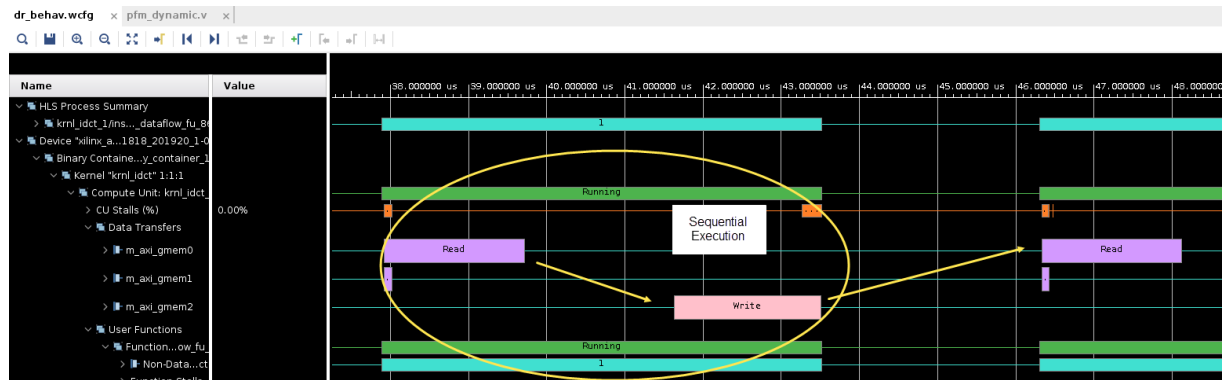 dr_behav.wcfg × pfm_dynamic.v ×
Name Value
38.000000 us 39.000000 us 40.000000 us 41.000000 us 42.000000 us 43.000000 us 44.000000 us 45.000000 us 46.000000 us 47.000000 us 48.000000
HLS Process Summary
krnl_idct_1/ins..._dataflow_fu_86 1
Device "xilinx_a...1818_201920_1-0
Binary Containe...y_container_1
Kernel "krnl_idct" 1:1:1
Compute Unit: krnl_idct_ Running
CU Stalls (%) 0.00%
Sequential
Execution
Data Transfers
m_axi_gmem0 Read Read
m_axi_gmem1
m_axi_gmem2 Write
User Functions
Function...ow_fu_ Running
Non-Data...ct 1
Function Stalls